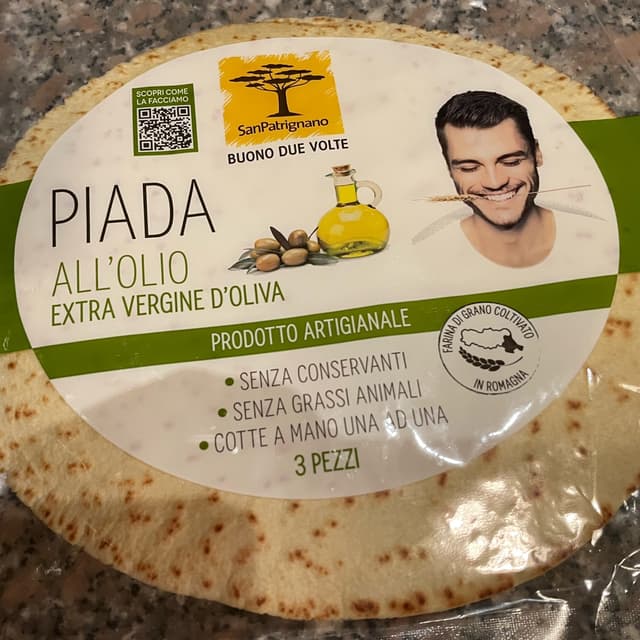 SCOPRI COME
LA FACCIAMO
SanPatrignano
BUONO DUE VOLTE
PIADA
ALL'OLIO
EXTRA VERGINE D'OLIVA
PRODOTTO ARTIGIANALE
• SENZA CONSERVANTI
• SENZA GRASSI ANIMALI
• COTTE A MANO UNA AD UNA
3 PEZZI
FARINA DI GRANO COLTIVATO
IN ROMAGNA